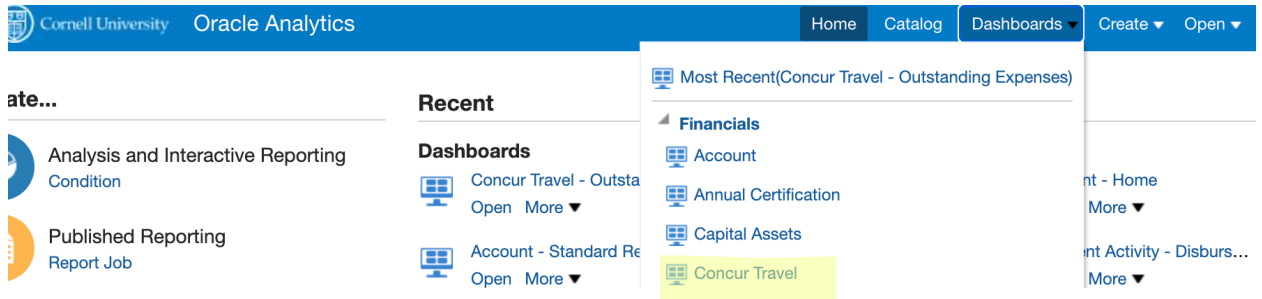 Cornell University Oracle Analytics Home Catalog Dashboards Create Open
Most Recent(Concur Travel - Outstanding Expenses)
ate...
Recent
Financials
Analysis and Interactive Reporting
Condition
Dashboards
Concur Travel - Outsta
Open More
Account
Annual Certification
nt - Home
More
Published Reporting
Report Job
Account - Standard Re
Open More
Capital Assets
Concur Travel
nt Activity - Disburs...
More